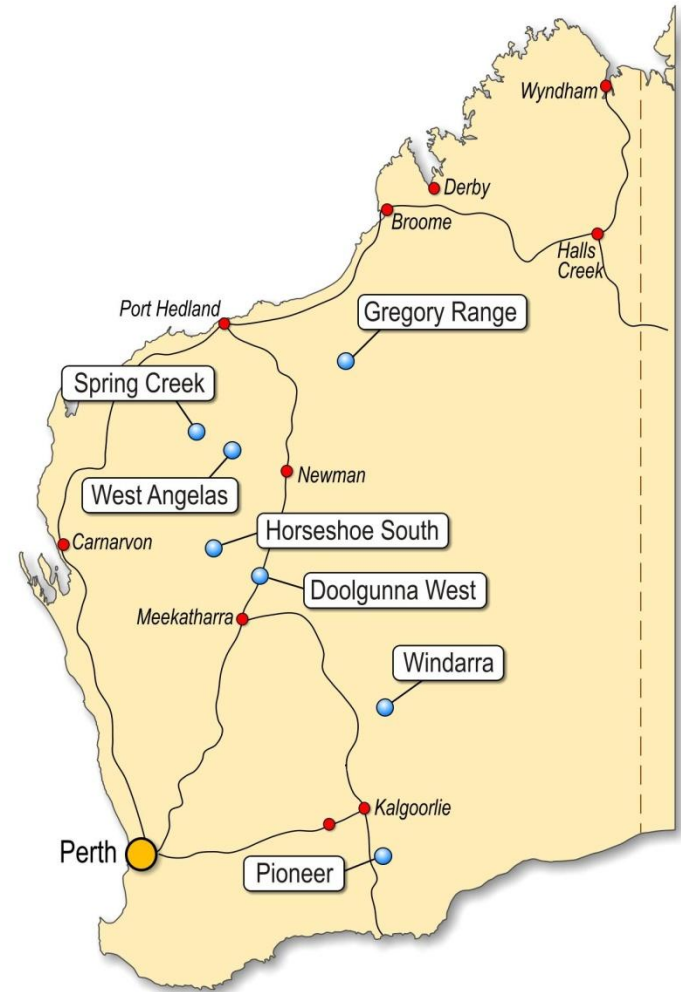 Wyndham
Derby
Broome
Halls
Creek
Port Hedland
Gregory Range
Spring Creek
West Angelas
Newman
Horseshoe South
Carnarvon
Doolgunna West
Meekatharra
Windarra
Kalgoorlie
Perth
Pioneer